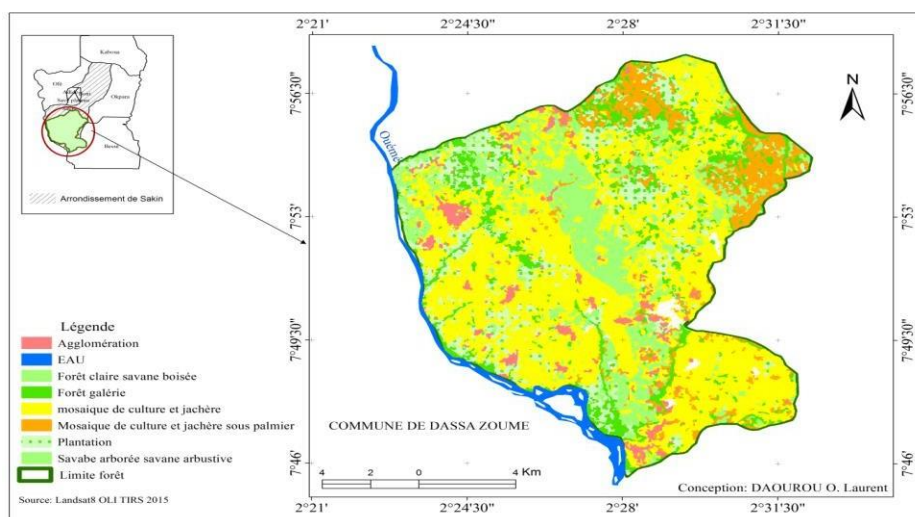 2°21' 2°24'30" 2°28' 2°31'30"
Kaboua
Offè
Okpara
Bessé
Arrondissement de Sakin
7°56'30" 7°56'30"
N
Ouémé
7°53' 7°53'
Légende
Agglomération
EAU
Forêt claire savane boisée
Forêt galérie
mosaique de culture et jachère
Mosaique de culture et jachère sous palmier
Plantation
Savabe arborée savane arbustive
Limite forêt
7°49'30" 7°49'30"
COMMUNE DE DASSA ZOUME
7°46' 7°46'
4 2 0 4 Km
Source: Landsat8 OLI TIRS 2015
Conception: DAOUROU O. Laurent
2°21' 2°24'30" 2°28' 2°31'30"